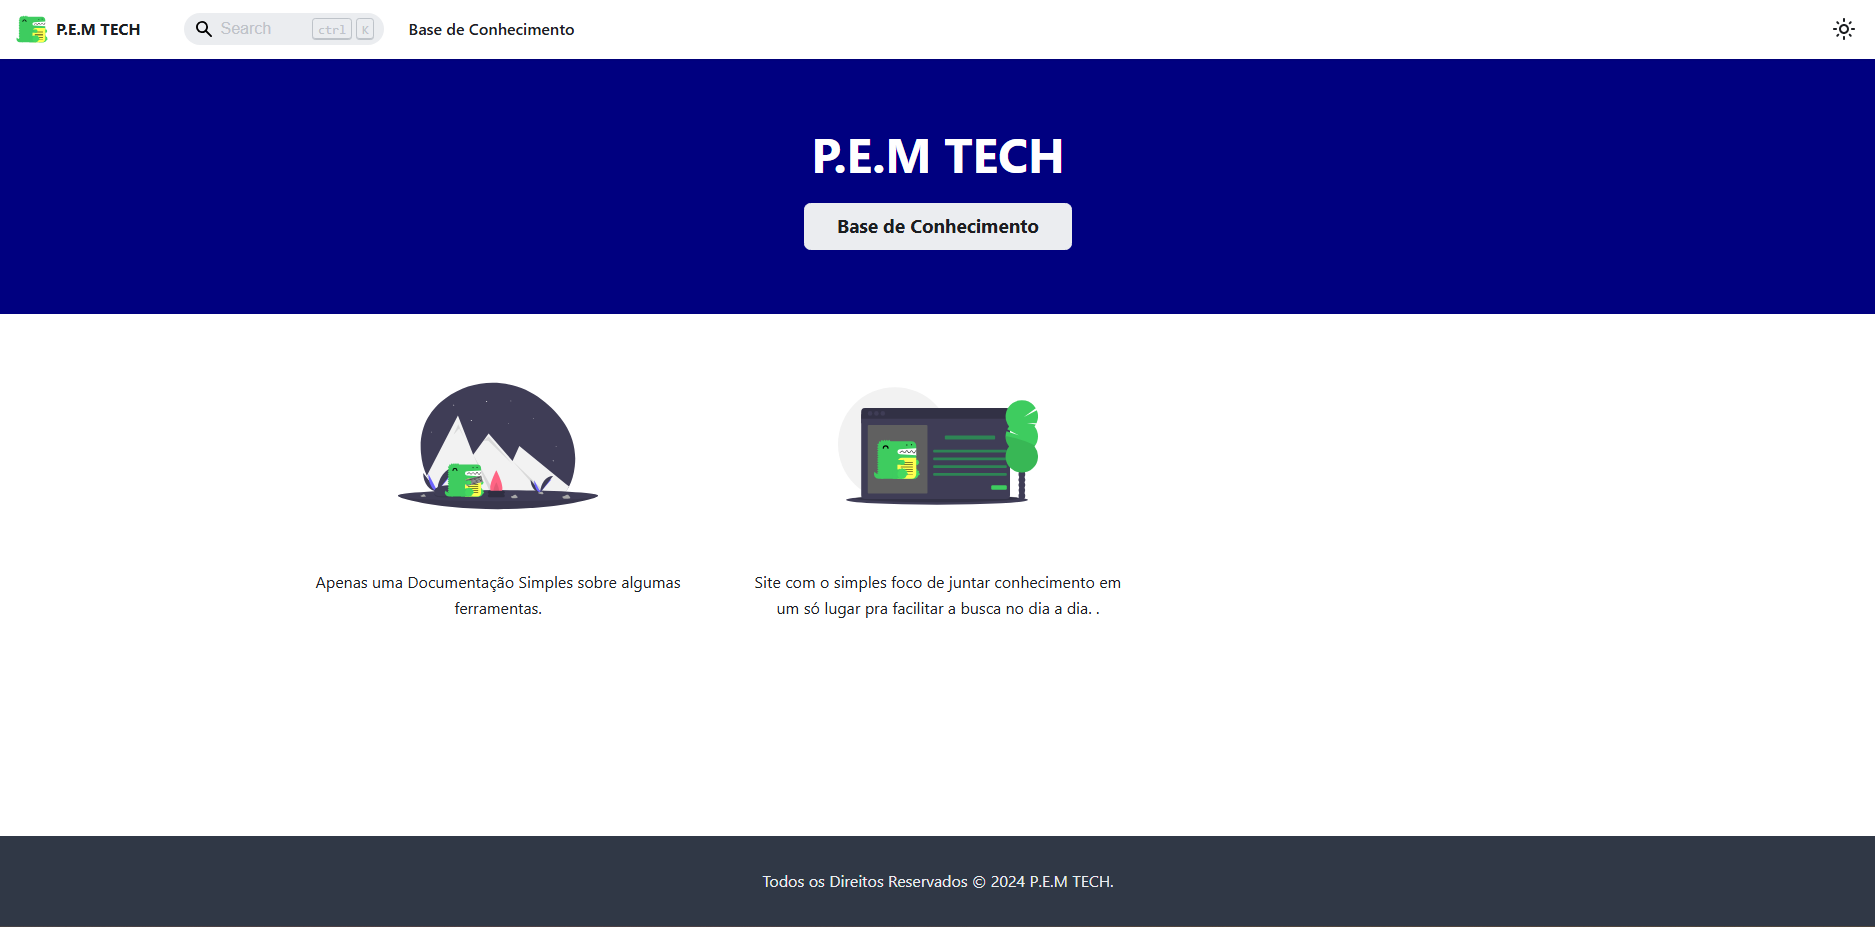 P.E.M TECH
Search
ctrl K
Base de Conhecimento
P.E.M TECH
Base de Conhecimento
Apenas uma Documentação Simples sobre algumas
ferramentas.
Site com o simples foco de juntar conhecimento em
um só lugar pra facilitar a busca no dia a dia. .
Todos os Direitos Reservados © 2024 P.E.M TECH.